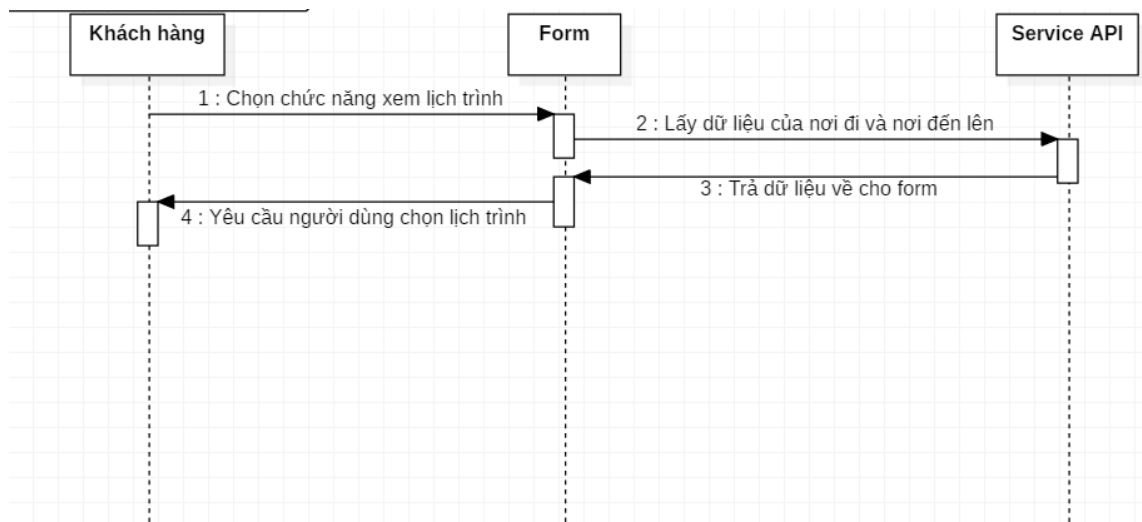 Khách hàng
Form
Service API
1 : Chọn chức năng xem lịch trình
2 : Lấy dữ liệu của nơi đi và nơi đến lên
3 : Trả dữ liệu về cho form
4 : Yêu cầu người dùng chọn lịch trình